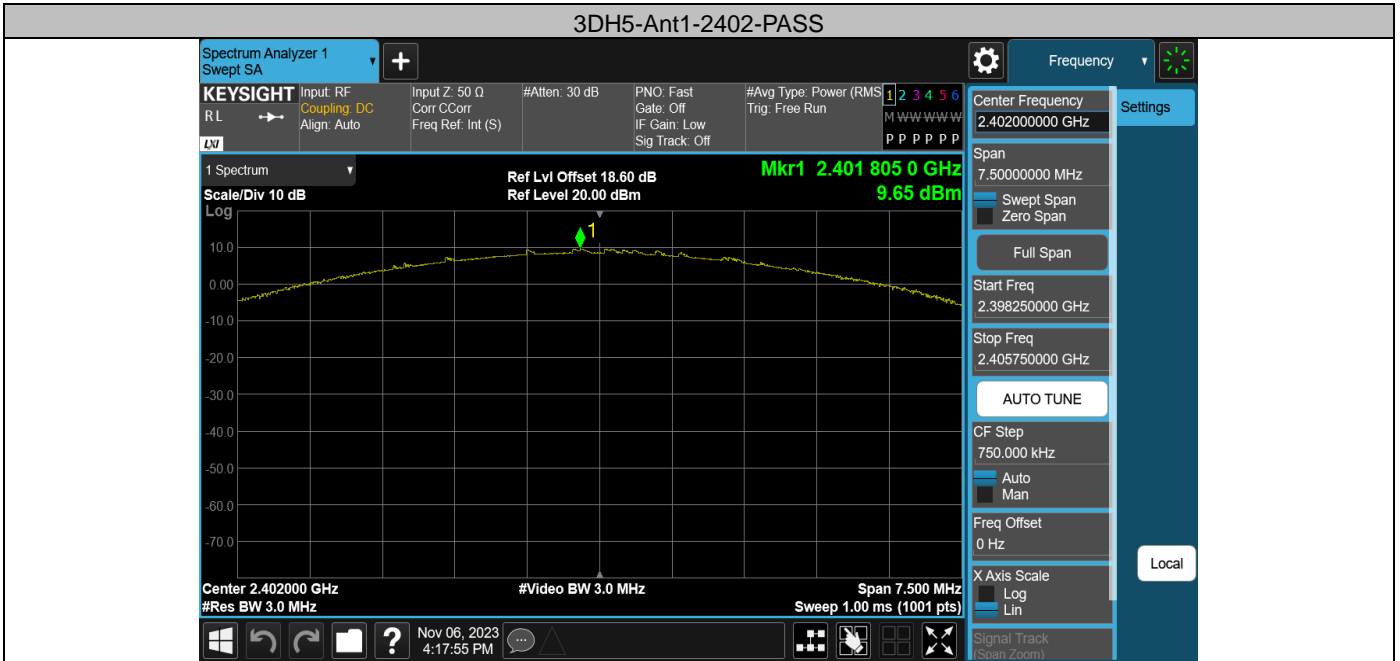 3DH5-Ant1-2402-PASS
Spectrum Analyzer 1
Swept SA
+
Frequency
KEYSIGHT
RL
LXI
Input: RF
Coupling: DC
Align: Auto
Input Z: 50 Ω
Corr CCorr
Freq Ref: Int (S)
#Atten: 30 dB
PNO: Fast
Gate: Off
IF Gain: Low
Sig Track: Off
#Avg Type: Power (RMS
Trig: Free Run
1 2 3 4 5 6
M W W W W W
P P P P P P
1 Spectrum
Scale/Div 10 dB
Ref Lvl Offset 18.60 dB
Ref Level 20.00 dBm
Mkr1 2.401 805 0 GHz
9.65 dBm
Log
1
10.0
0.00
-10.0
-20.0
-30.0
-40.0
-50.0
-60.0
-70.0
Center 2.402000 GHz
#Res BW 3.0 MHz
#Video BW 3.0 MHz
Span 7.500 MHz
Sweep 1.00 ms (1001 pts)
Center Frequency
2.402000000 GHz
Settings
Span
7.50000000 MHz
Swept Span
Zero Span
Full Span
Start Freq
2.398250000 GHz
Stop Freq
2.405750000 GHz
AUTO TUNE
CF Step
750.000 kHz
Auto
Man
Freq Offset
0 Hz
X Axis Scale
Log
Lin
Local
Signal Track
(Span Zoom)
?
Nov 06, 2023
4:17:55 PM